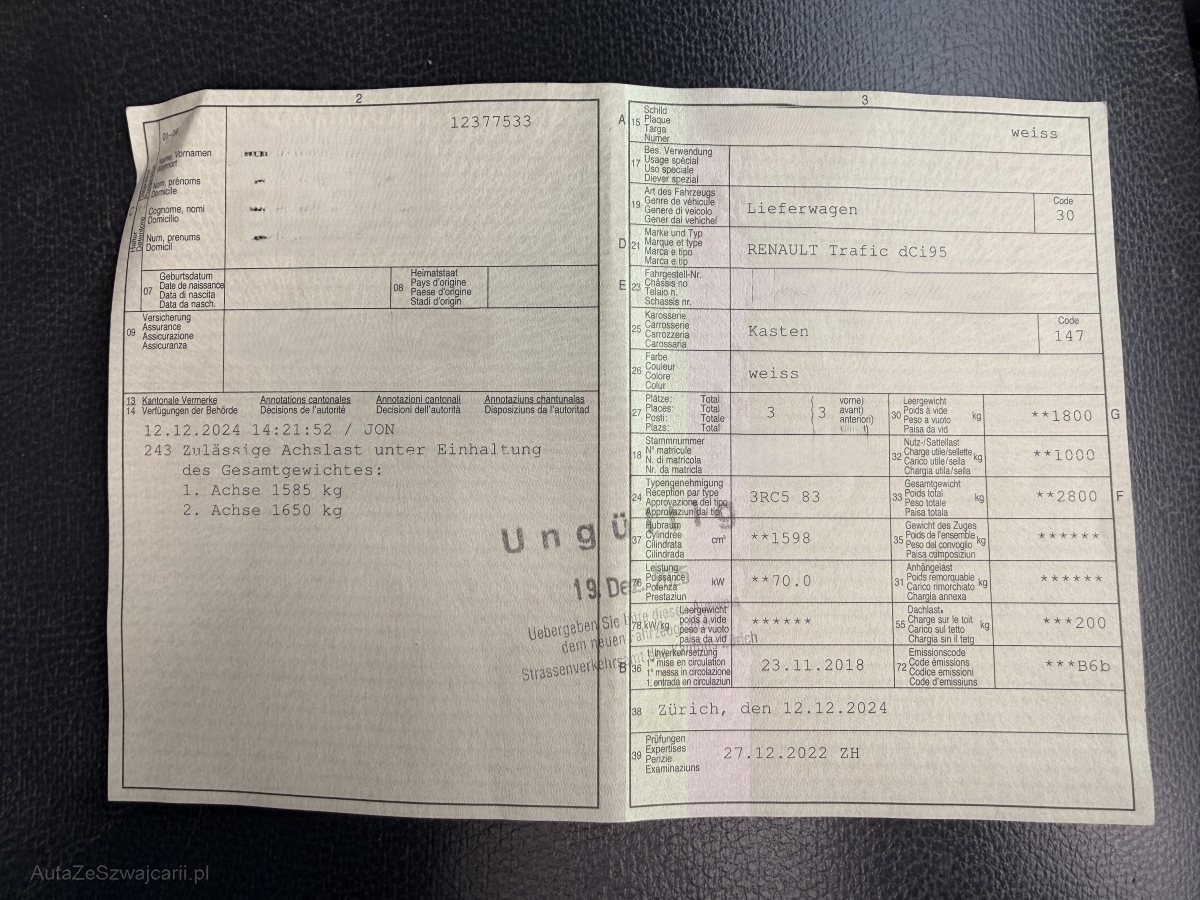 2
12377533
Name, Vornamen
Nom, prénoms
Domicile
Cognome, nomi
Domicilio
Num, prenums
Domicil
07
Geburtsdatum
Date de naissance
Data di nascita
Data da nasch.
08
Heimatstaat
Pays d'origine
Paese d'origine
Stadi d'origin
09
Versicherung
Assurance
Assicurazione
Assicuranza
13 Kantonale Vermerke Annotations cantonales Annotazioni cantonali Annotaziuns chantunalas
14 Verfügungen der Behörde Décisions de l'autorité Decisioni dell'autorità Disposiziuns da l'autoritad
12.12.2024 14:21:52 / JON
243 Zulässige Achslast unter Einhaltung
des Gesamtgewichtes:
1. Achse 1585 kg
2. Achse 1650 kg
Ungültig
19. Dez.
Uebergeben Sie bitte
dem neuen
3
A 15
Schild
Plaque
Targa
Numer
weiss
17
Bes. Verwendung
Usage spécial
Uso speciale
Diever spezial
19
Art des Fahrzeugs
Genre de véhicule
Genere di veicolo
Gener dal vehichel
Lieferwagen
Code
30
D 21
Marke und Typ
Marque et type
Marca e tipo
Marca e tip
RENAULT Trafic dCi95
E 23
Fahrgestell-Nr.
Châssis no
Telaio n.
Schassis nr.
25
Karosserie
Carrosserie
Carrozzeria
Carossaria
Kasten
Code
147
26
Farbe
Couleur
Colore
Colur
weiss
27
Plätze: Total
Places: Total
Posti: Totale
Plazs: Total
3
3
vorne)
avant)
anteriori)
30
Leergewicht
Poids à vide
Peso a vuoto
Paisa da vid
kg
**1800
G
18
Stammnummer
N° matricule
N. di matricola
Nr. da matricla
32
Nutz-/Sattellast
Charge utile/sellette
Carico utile/sella
Chargia utila/sella
kg
**1000
24
Typengenehmigung
Réception par type
Approvazione del tipo
Approvaziun dal tip
3RC5 83
33
Gesamtgewicht
Poids total
Peso totale
Paisa totala
kg
**2800
F
37
Hubraum
Cylindrée
Cilindrata
Cilindrada
cm³
**1598
35
Gewicht des Zuges
Poids de l'ensemble
Peso del convoglio
Paisa cumposiziun
kg
******
76
Leistung
Puissance
Potenza
Prestaziun
kW
**70.0
31
Anhängelast
Poids remorquable
Carico rimorchiato
Chargia annexa
kg
******
78 kW/kg
Leergewicht
poids à vide
peso a vuoto
paisa da vid
******
55
Dachlast
Charge sur le toit
Carico sul tetto
Chargia sin il tetg
kg
***200
B 36
1. Inverkehrsetzung
1re mise en circulation
1a messa in circolazione
1. entrada en circulaziun
23.11.2018
72
Emissionscode
Code émissions
Codice emissioni
Code d'emissiuns
***B6b
38
Zürich, den 12.12.2024
39
Prüfungen
Expertises
Perizie
Examinaziuns
27.12.2022 ZH
AutaZeSzwajcarii.pl